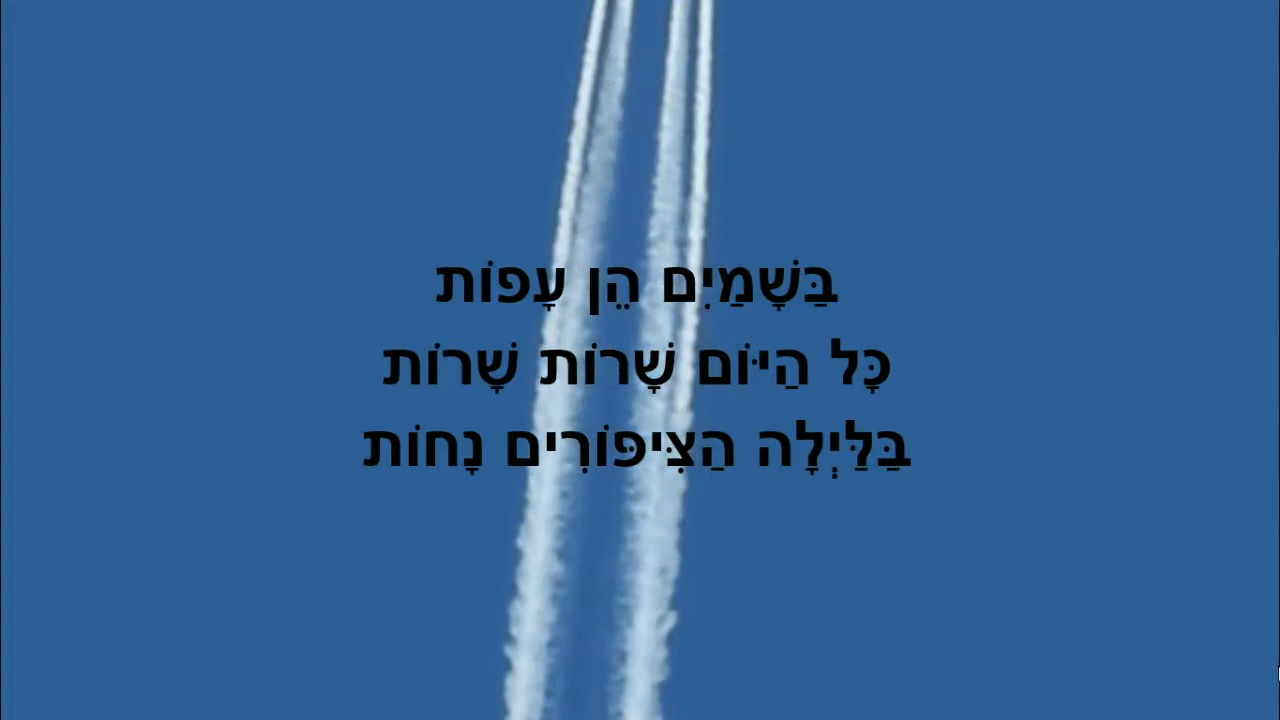 בַּשָּׁמַיִם הֵן עָפוֹת
כָּל הַיּוֹם שָׁרוֹת שָׁרוֹת
בַּלַּיְלָה הַצִּיפּוֹרִים נָחוֹת